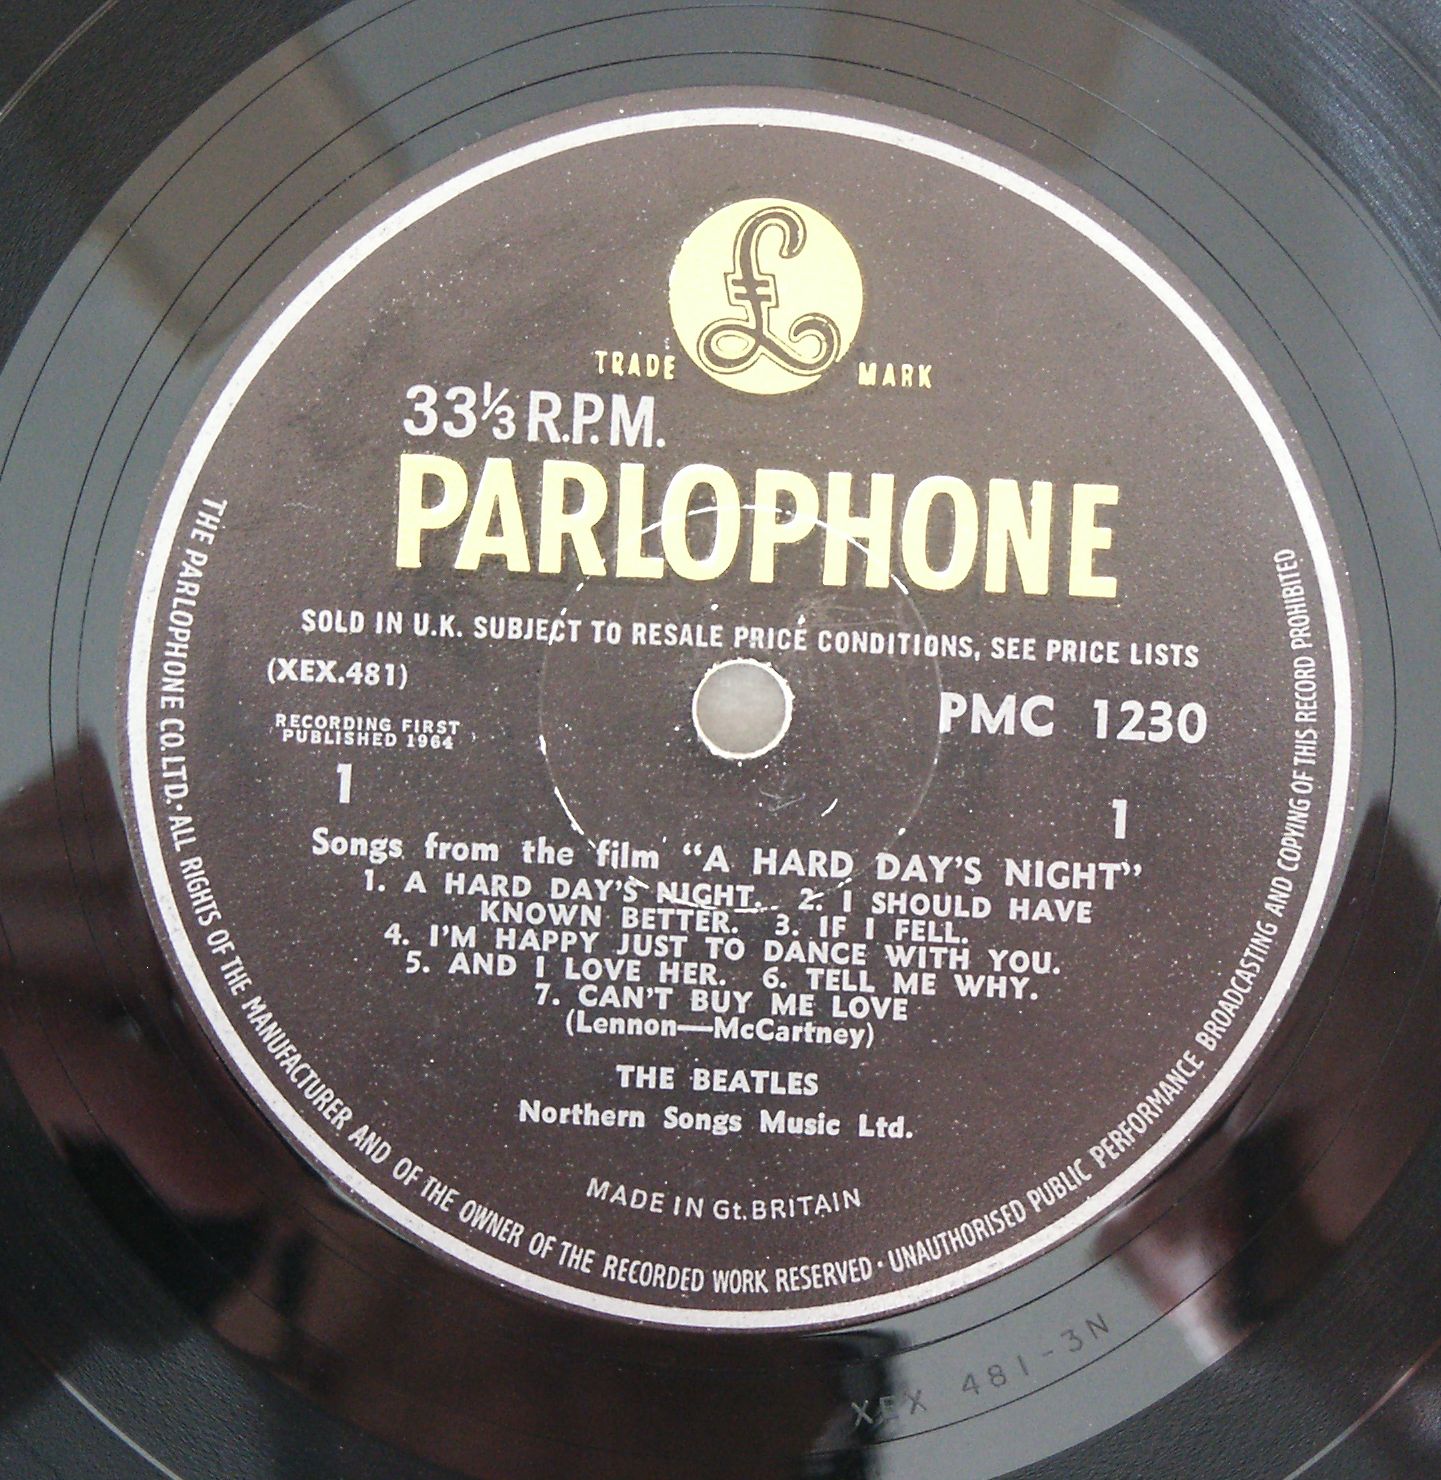 £
TRADE MARK
33⅓ R.P.M.
PARLOPHONE
SOLD IN U.K. SUBJECT TO RESALE PRICE CONDITIONS, SEE PRICE LISTS
(XEX.481)
PMC 1230
RECORDING FIRST
PUBLISHED 1964
1
1
Songs from the film “A HARD DAY’S NIGHT”
1. A HARD DAY’S NIGHT. 2. I SHOULD HAVE
KNOWN BETTER. 3. IF I FELL.
4. I’M HAPPY JUST TO DANCE WITH YOU.
5. AND I LOVE HER. 6. TELL ME WHY.
7. CAN’T BUY ME LOVE
(Lennon—McCartney)
THE BEATLES
Northern Songs Music Ltd.
MADE IN Gt. BRITAIN
THE PARLOPHONE CO. LTD. · ALL RIGHTS OF THE MANUFACTURER AND OF THE OWNER OF THE RECORDED WORK RESERVED · UNAUTHORISED PUBLIC PERFORMANCE BROADCASTING AND COPYING OF THIS RECORD PROHIBITED
XEX 481-3N